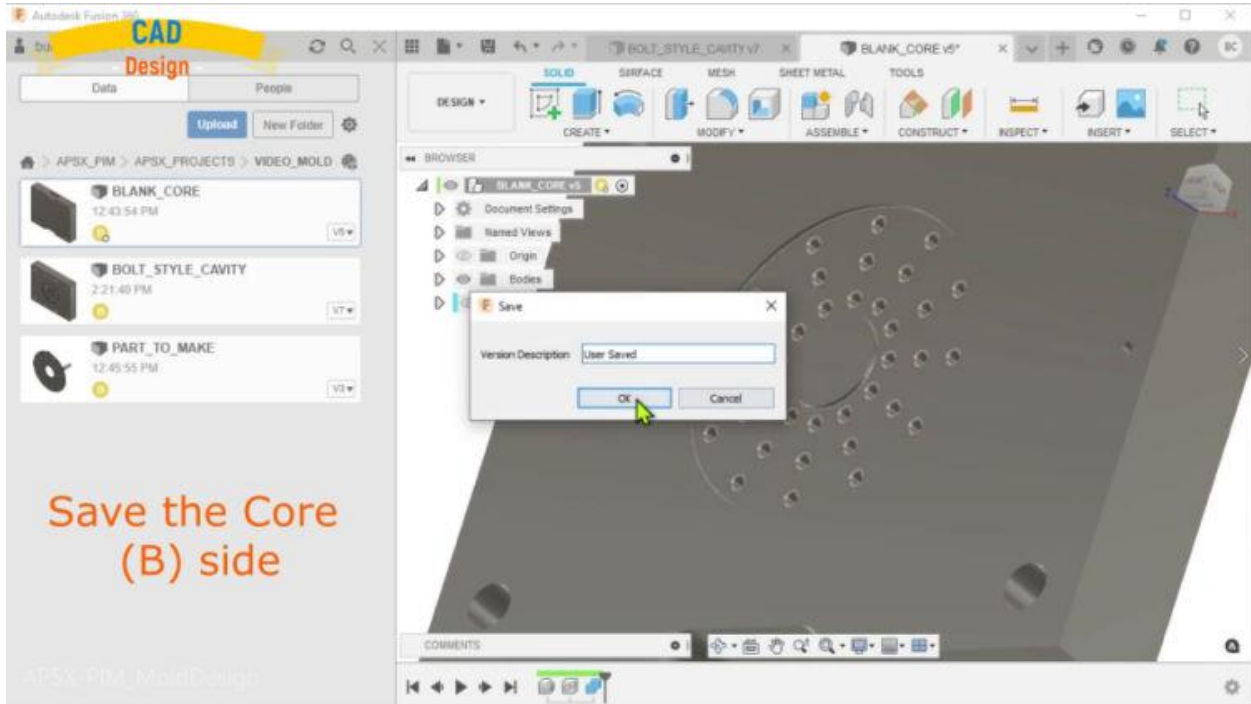 Autodesk Fusion 360
CAD
Design
BOLT_STYLE_CAVITY v7
BLANK_CORE v5*
BC
Data
People
Upload
New Folder
APSX_PIM > APSX_PROJECTS > VIDEO_MOLD
BLANK_CORE
12:43:54 PM
V5
BOLT_STYLE_CAVITY
2:21:40 PM
V7
PART_TO_MAKE
12:45:55 PM
DESIGN
SOLID SURFACE MESH SHEET METAL TOOLS
CREATE MODIFY ASSEMBLE CONSTRUCT INSPECT INSERT SELECT
BROWSER
BLANK_CORE v5
Document Settings
Named Views
Origin
Bodies
Save
Version Description User Saved
OK Cancel
Save the Core
(B) side
COMMENTS
APSX-PIM_MoldDesign